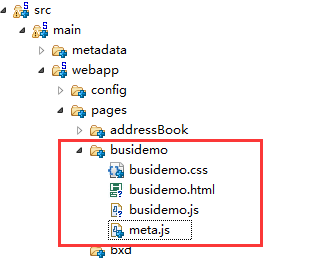 src
main
metadata
webapp
config
pages
addressBook
busidemo
busidemo.css
busidemo.html
busidemo.js
meta.js
bxd